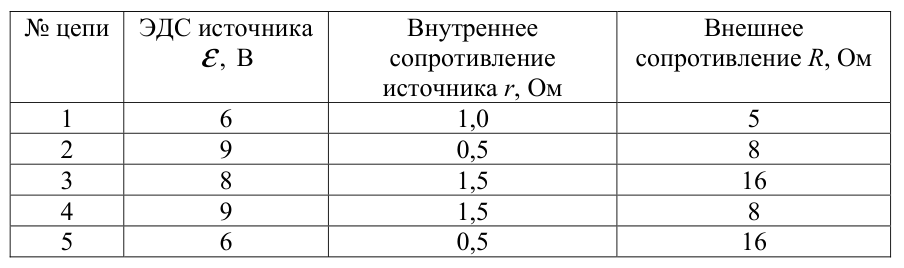 № цепи ЭДС источника Внутреннее Внешнее
ℰ, В сопротивление сопротивление R, Ом
источника r, Ом
1 6 1,0 5
2 9 0,5 8
3 8 1,5 16
4 9 1,5 8
5 6 0,5 16